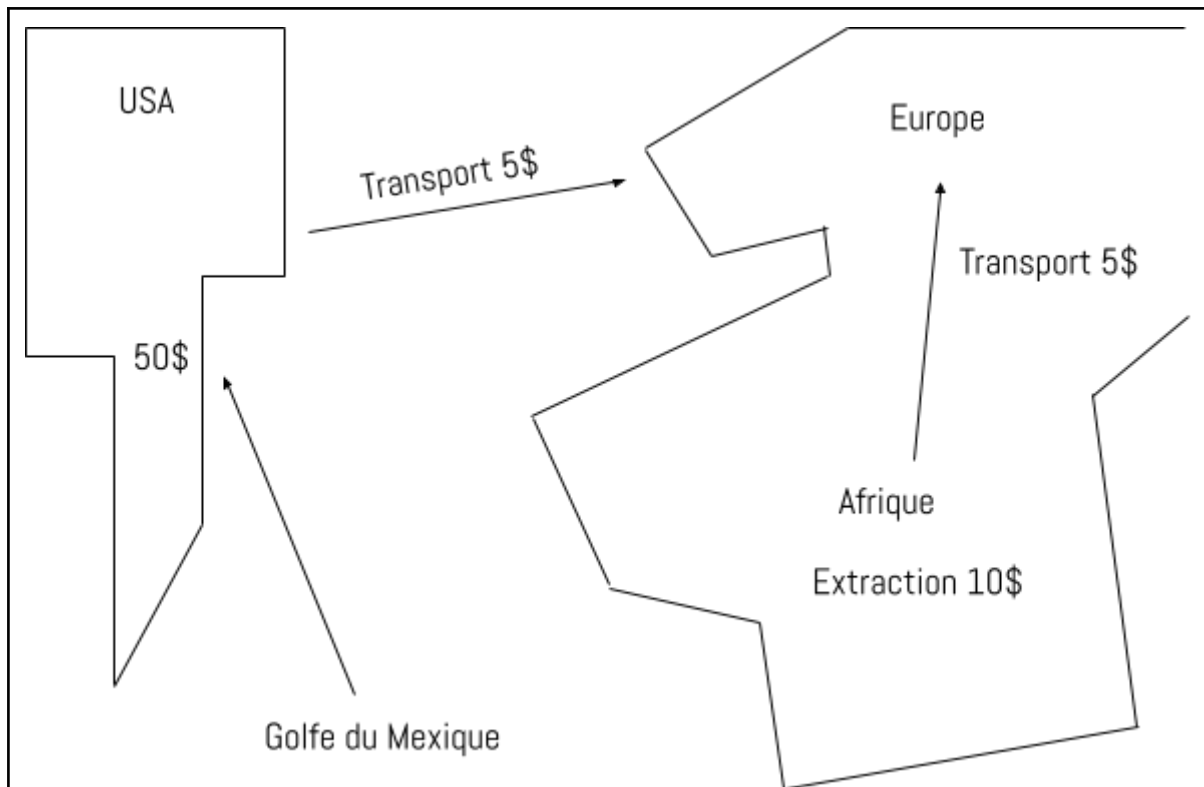 USA
Europe
Transport 5$
Transport 5$
50$
Afrique
Extraction 10$
Golfe du Mexique